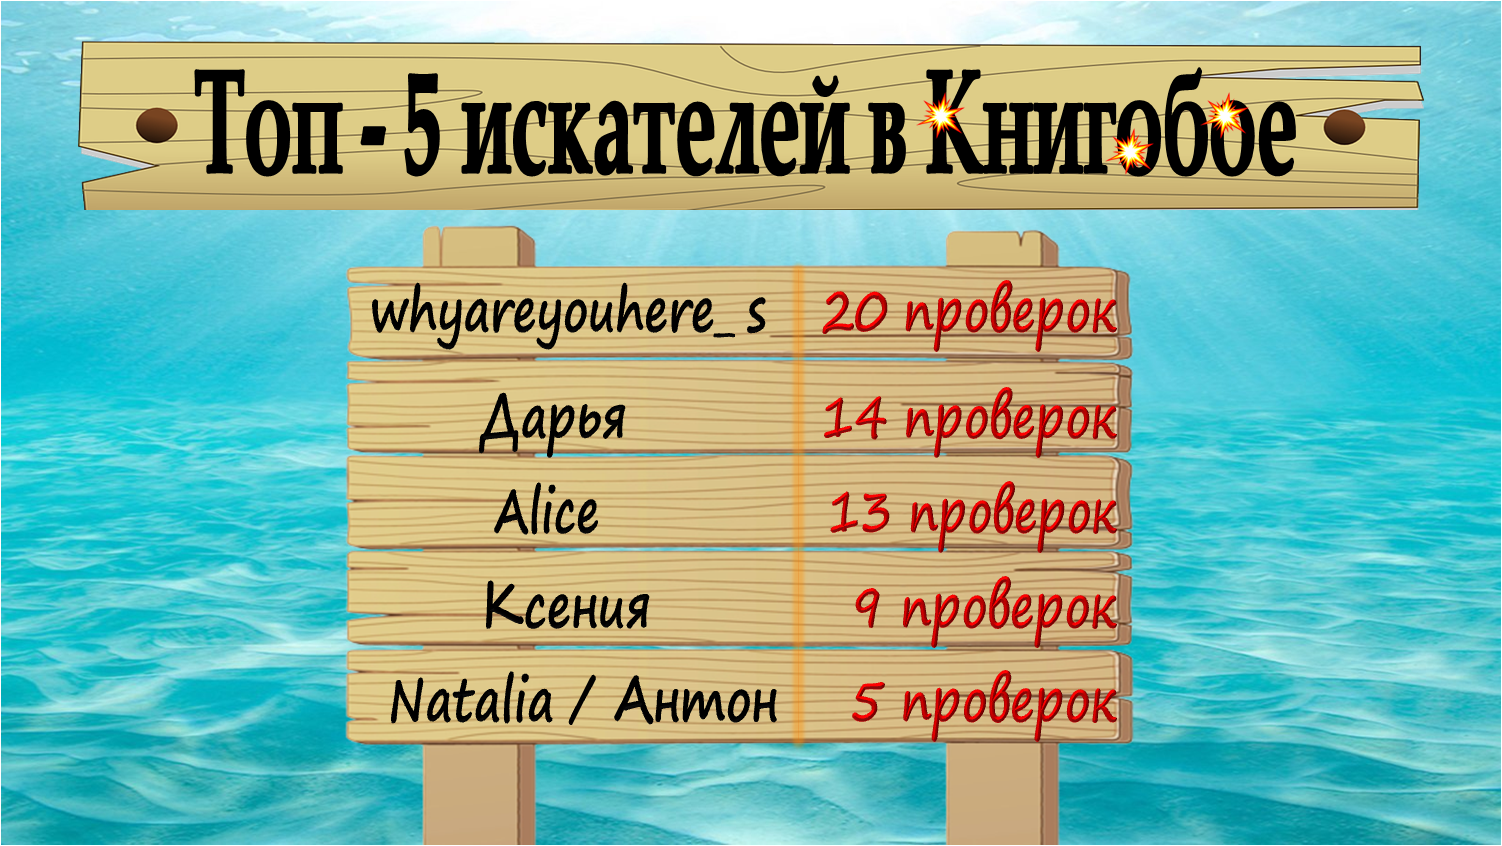 Топ - 5 искателей в Книгобое
whyareyouhere_s 20 проверок
Дарья 14 проверок
Alice 13 проверок
Ксения 9 проверок
Natalia / Антон 5 проверок